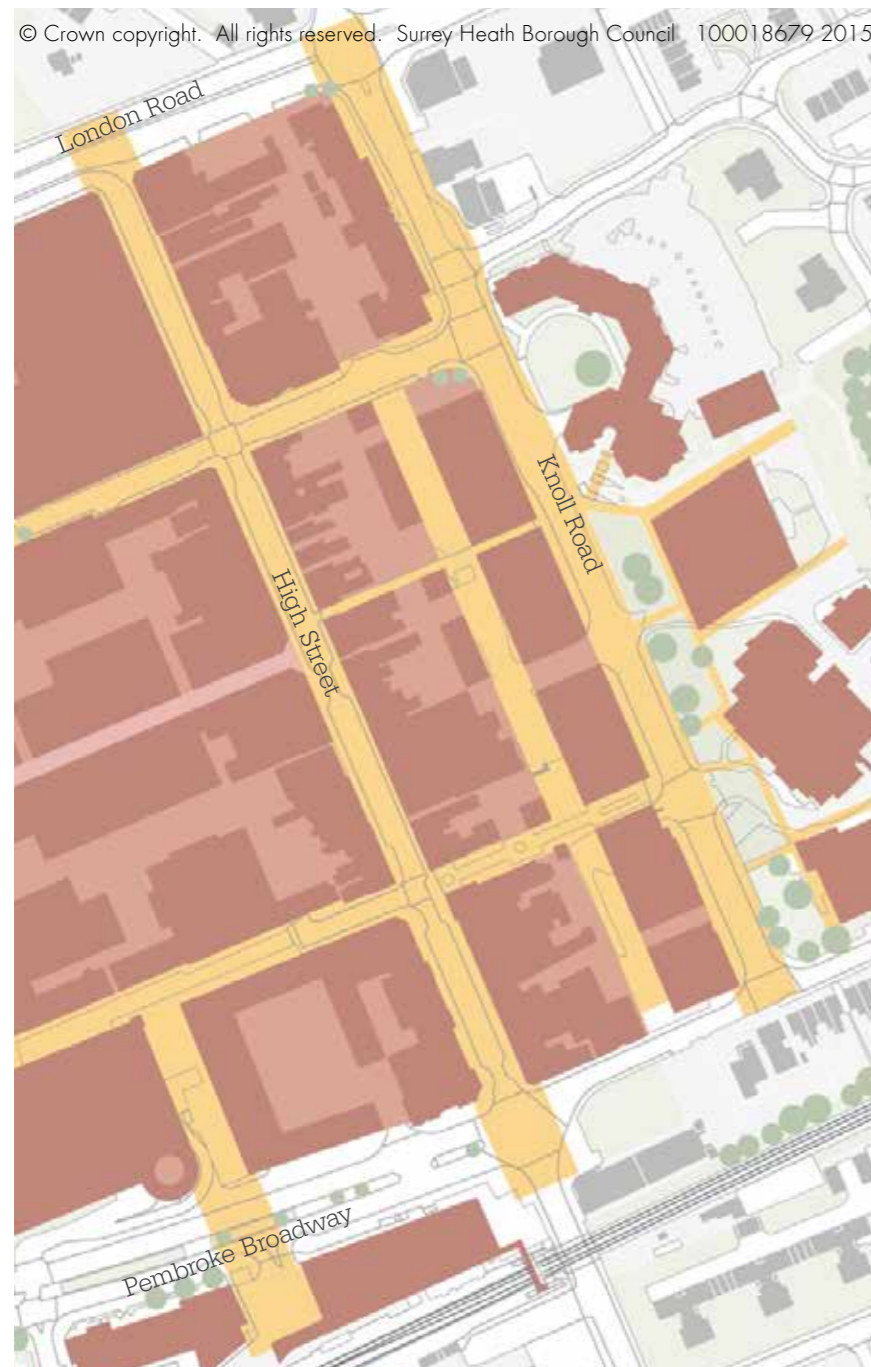 © Crown copyright. All rights reserved. Surrey Heath Borough Council 100018679 2015
London Road
Knoll Road
High Street
Pembroke Broadway